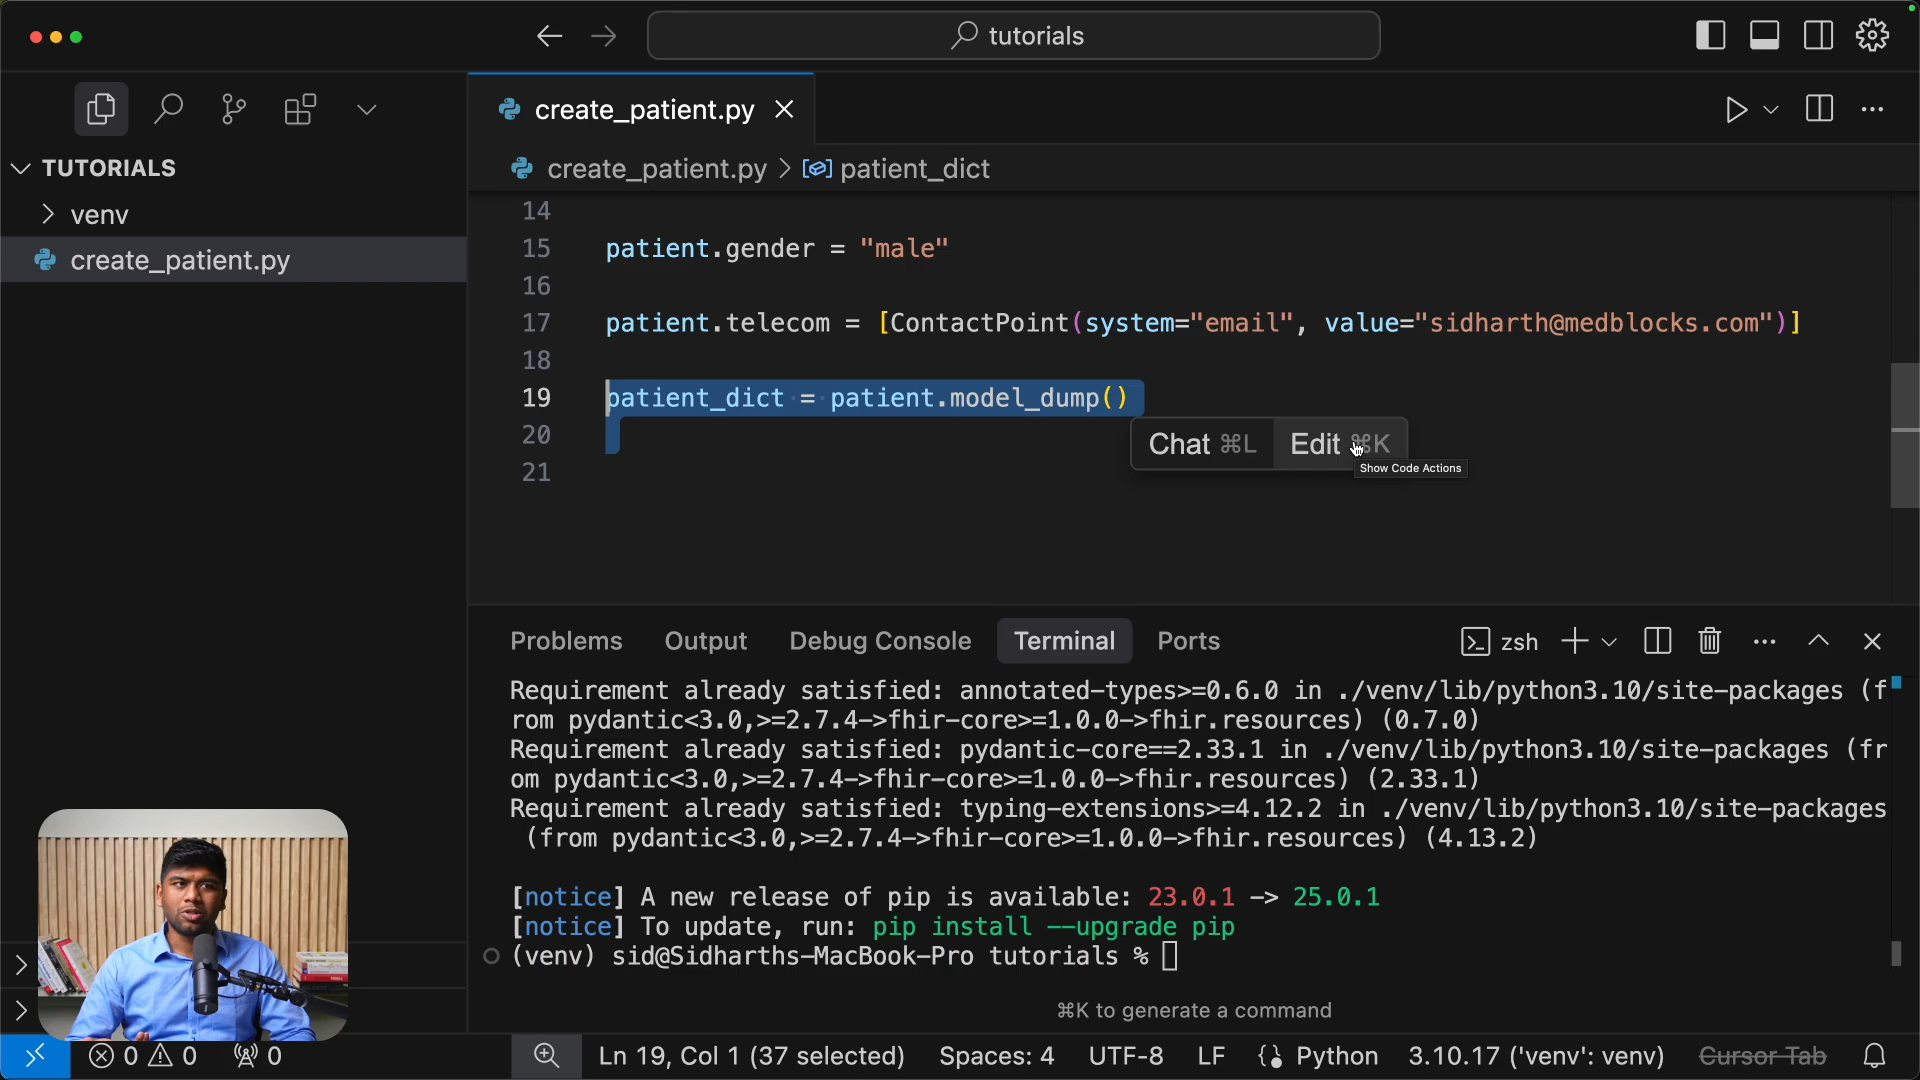 tutorials
TUTORIALS
venv
create_patient.py
create_patient.py
create_patient.py > patient_dict
14
15 patient.gender = "male"
16
17 patient.telecom = [ContactPoint(system="email", value="sidharth@medblocks.com")]
18
19 patient_dict = patient.model_dump()
20
21
Chat ⌘L Edit ⌘K
Show Code Actions
Problems Output Debug Console Terminal Ports zsh
Requirement already satisfied: annotated-types>=0.6.0 in ./venv/lib/python3.10/site-packages (f
rom pydantic<3.0,>=2.7.4->fhir-core>=1.0.0->fhir.resources) (0.7.0)
Requirement already satisfied: pydantic-core==2.33.1 in ./venv/lib/python3.10/site-packages (fr
om pydantic<3.0,>=2.7.4->fhir-core>=1.0.0->fhir.resources) (2.33.1)
Requirement already satisfied: typing-extensions>=4.12.2 in ./venv/lib/python3.10/site-packages
(from pydantic<3.0,>=2.7.4->fhir-core>=1.0.0->fhir.resources) (4.13.2)
[notice] A new release of pip is available: 23.0.1 -> 25.0.1
[notice] To update, run: pip install --upgrade pip
(venv) sid@Sidharths-MacBook-Pro tutorials %
⌘K to generate a command
0 0 0 Ln 19, Col 1 (37 selected) Spaces: 4 UTF-8 LF Python 3.10.17 ('venv': venv) Cursor Tab